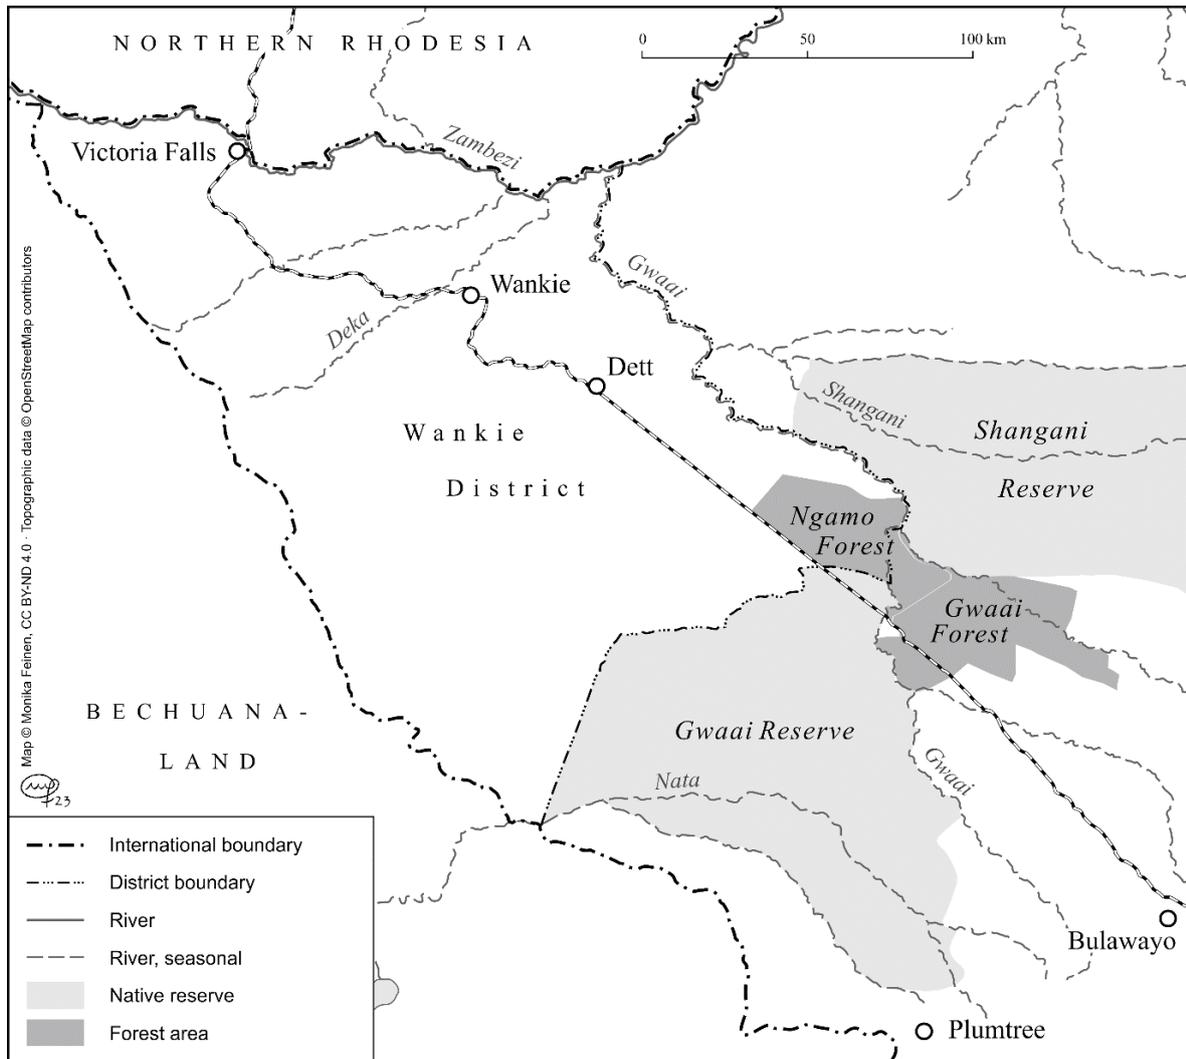 NORTHERN RHODESIA
0 50 100 km
Zambezi
Victoria Falls
Gwaai
Wankie
Deka
Dett
Shangani
Wankie
District
Shangani
Reserve
Ngamo
Forest
Gwaai
Forest
BECHUANA-
LAND
Gwaai Reserve
Nata
Gwaai
Bulawayo
Plumtree
Map © Monika Feinen, CC BY-ND 4.0 · Topographic data © OpenStreetMap contributors
23
International boundary
District boundary
River
River, seasonal
Native reserve
Forest area